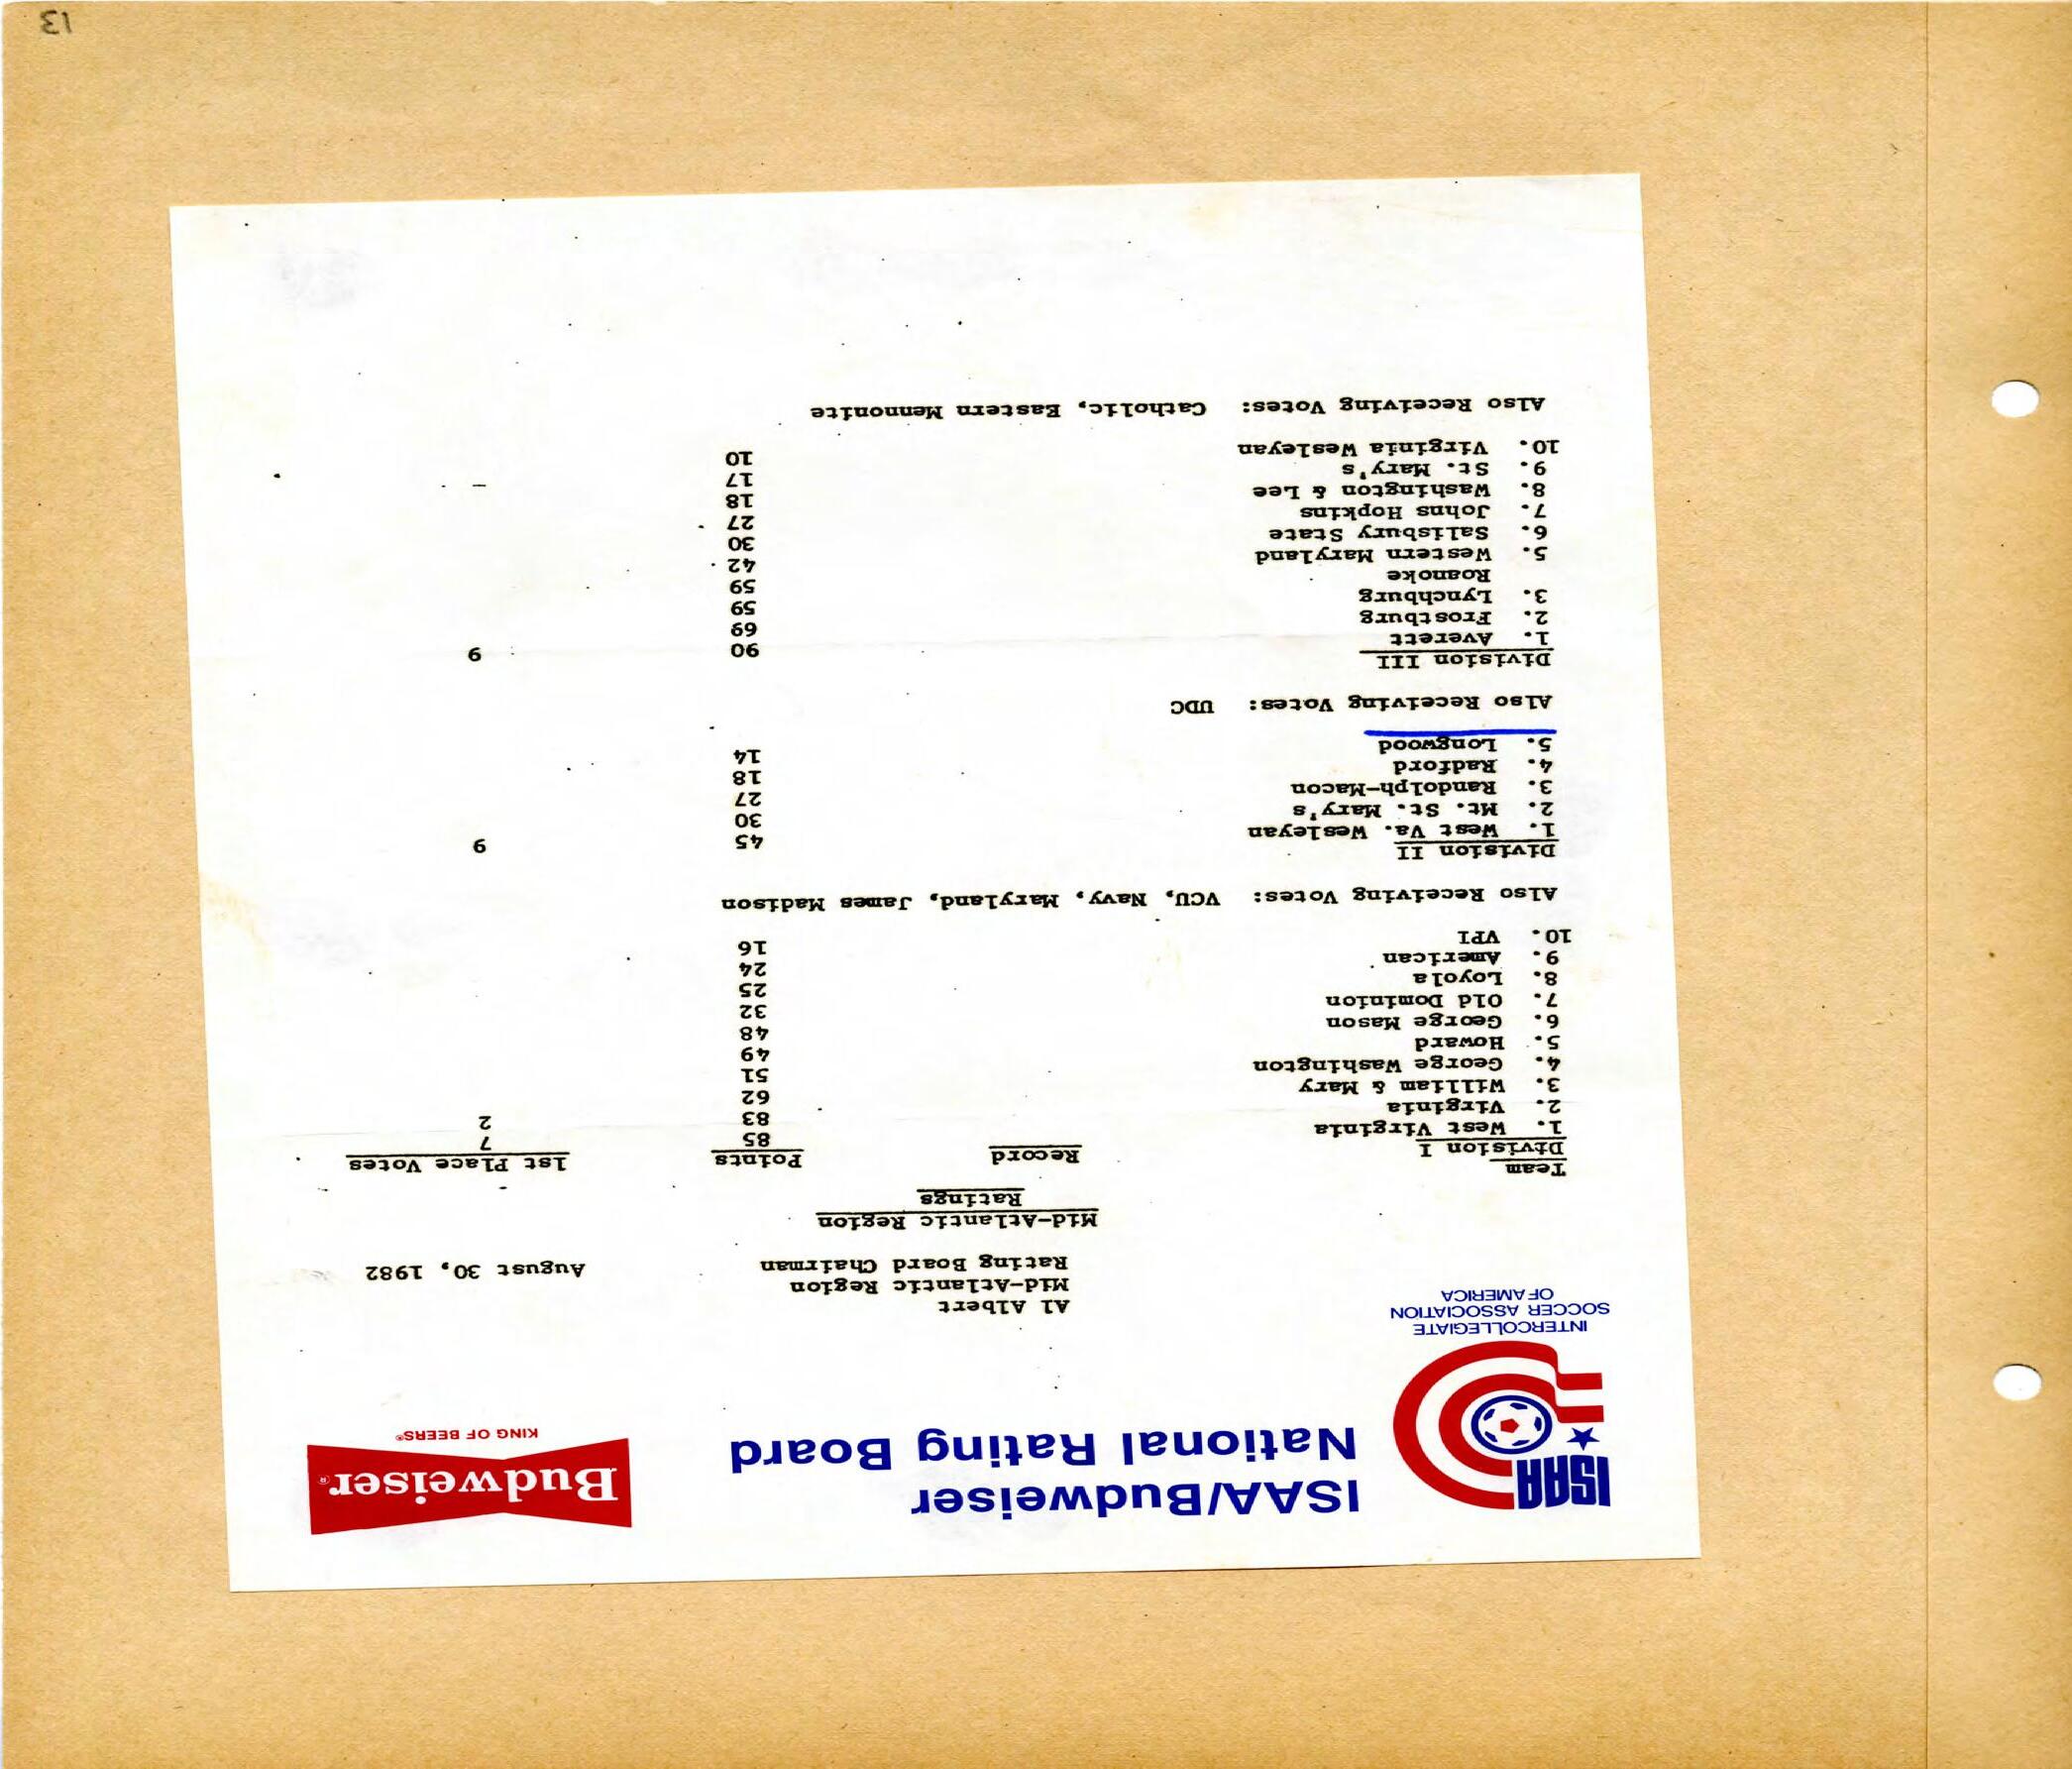 ISAA
INTERCOLLEGIATE
SOCCER ASSOCIATION
OF AMERICA
ISAA/Budweiser
National Rating Board
Budweiser®
KING OF BEERS®
Al Albert
Mid-Atlantic Region
Rating Board Chairman
August 30, 1982
Mid-Atlantic Region
Ratings
Team Record Points 1st Place Votes
Division I
1. West Virginia 85 7
2. Virginia 83 2
3. William & Mary 62
4. George Washington 51
5. Howard 49
6. George Mason 48
7. Old Dominion 32
8. Loyola 25
9. American 24
10. VPI 16
Also Receiving Votes: VCU, Navy, Maryland, James Madison
Division II
1. West Va. Wesleyan 45 9
2. Mt. St. Mary's 30
3. Randolph-Macon 27
4. Radford 18
5. Longwood 14
Also Receiving Votes: UDC
Division III
1. Averett 90 9
2. Frostburg 69
3. Lynchburg 59
Roanoke 59
5. Western Maryland 42
6. Salisbury State 30
7. Johns Hopkins 27
8. Washington & Lee 18
9. St. Mary's 17
10. Virginia Wesleyan 10
Also Receiving Votes: Catholic, Eastern Mennonite
13